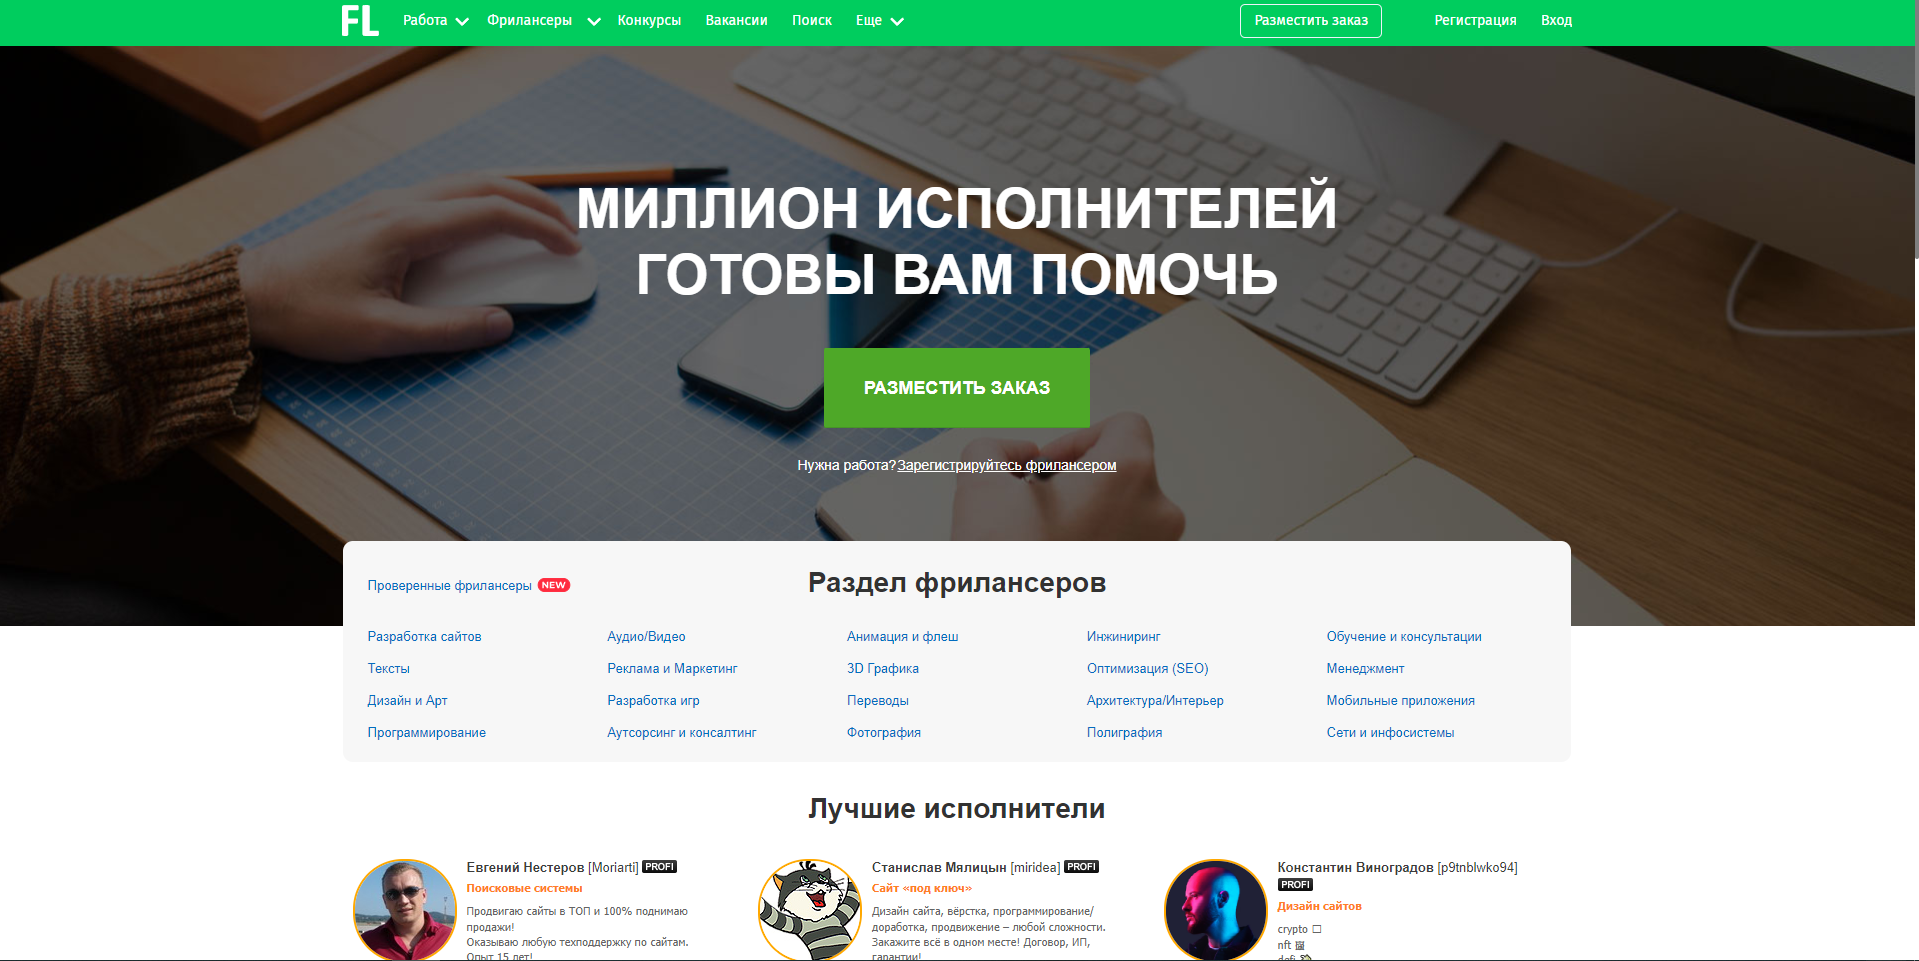 FL Работа Фрилансеры Конкурсы Вакансии Поиск Еще Разместить заказ Регистрация Вход
МИЛЛИОН ИСПОЛНИТЕЛЕЙ
ГОТОВЫ ВАМ ПОМОЧЬ
РАЗМЕСТИТЬ ЗАКАЗ
Нужна работа? Зарегистрируйтесь фрилансером
Проверенные фрилансеры NEW
Раздел фрилансеров
Разработка сайтов
Тексты
Дизайн и Арт
Программирование
Аудио/Видео
Реклама и Маркетинг
Разработка игр
Аутсорсинг и консалтинг
Анимация и флеш
3D Графика
Переводы
Фотография
Инжиниринг
Оптимизация (SEO)
Архитектура/Интерьер
Полиграфия
Обучение и консультации
Менеджмент
Мобильные приложения
Сети и инфосистемы
Лучшие исполнители
Евгений Нестеров [Moriarti] PROFI
Поисковые системы
Продвигаю сайты в ТОП и 100% поднимаю
продажи!
Оказываю любую техподдержку по сайтам.
Опыт 15 лет!
Станислав Мялицын [miridea] PROFI
Сайт «под ключ»
Дизайн сайта, вёрстка, программирование/
доработка, продвижение – любой сложности.
Закажите всё в одном месте! Договор, ИП,
гарантии!
Константин Виноградов [p9tnblwko94]
PROFI
Дизайн сайтов
crypto
nft
defi